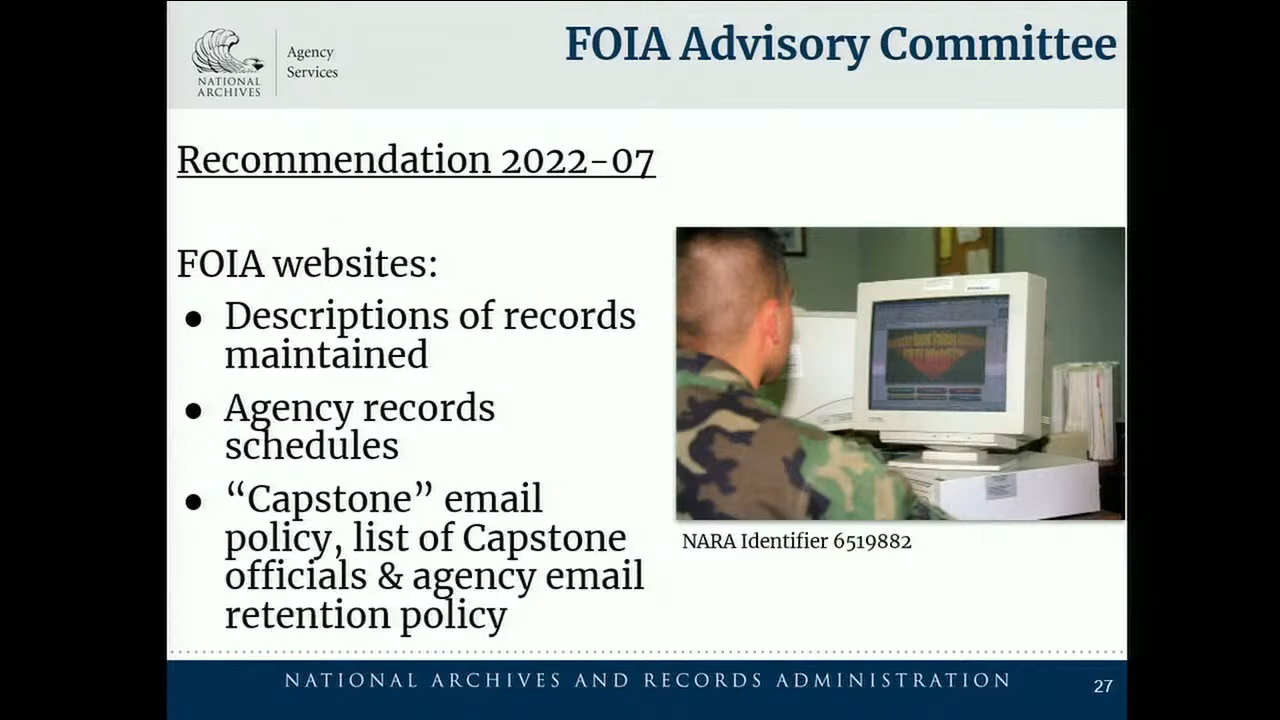 FOIA Advisory Committee
NATIONAL
ARCHIVES
Agency
Services
Recommendation 2022-07
FOIA websites:
● Descriptions of records
maintained
● Agency records
schedules
● “Capstone” email
policy, list of Capstone
officials & agency email
retention policy
NARA Identifier 6519882
NATIONAL ARCHIVES AND RECORDS ADMINISTRATION
27